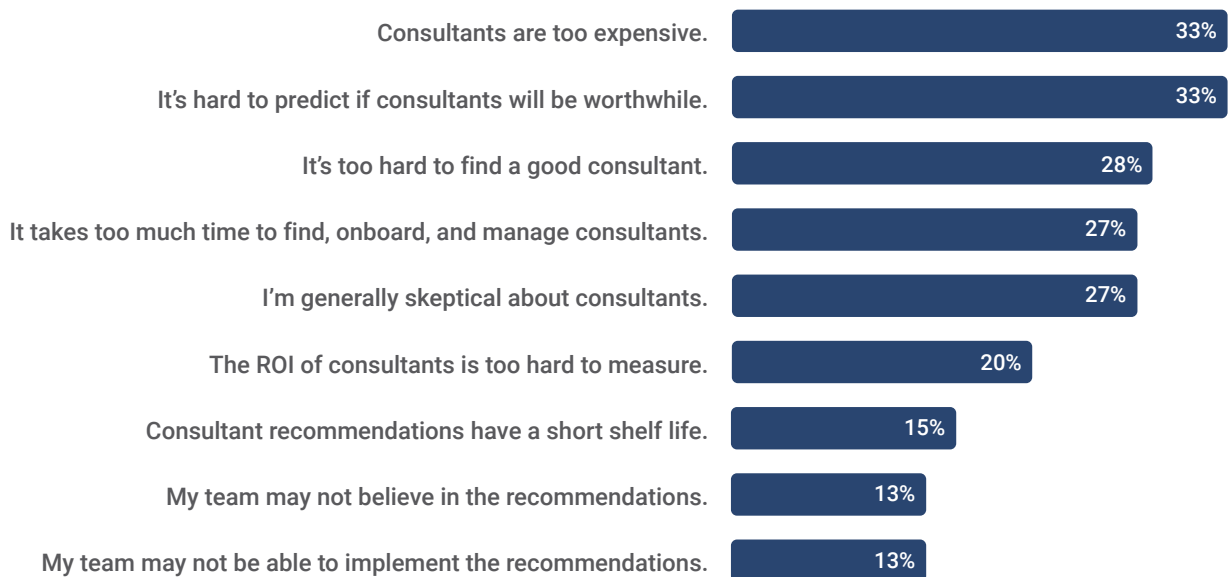 Consultants are too expensive. 33%
It’s hard to predict if consultants will be worthwhile. 33%
It’s too hard to find a good consultant. 28%
It takes too much time to find, onboard, and manage consultants. 27%
I’m generally skeptical about consultants. 27%
The ROI of consultants is too hard to measure. 20%
Consultant recommendations have a short shelf life. 15%
My team may not believe in the recommendations. 13%
My team may not be able to implement the recommendations. 13%